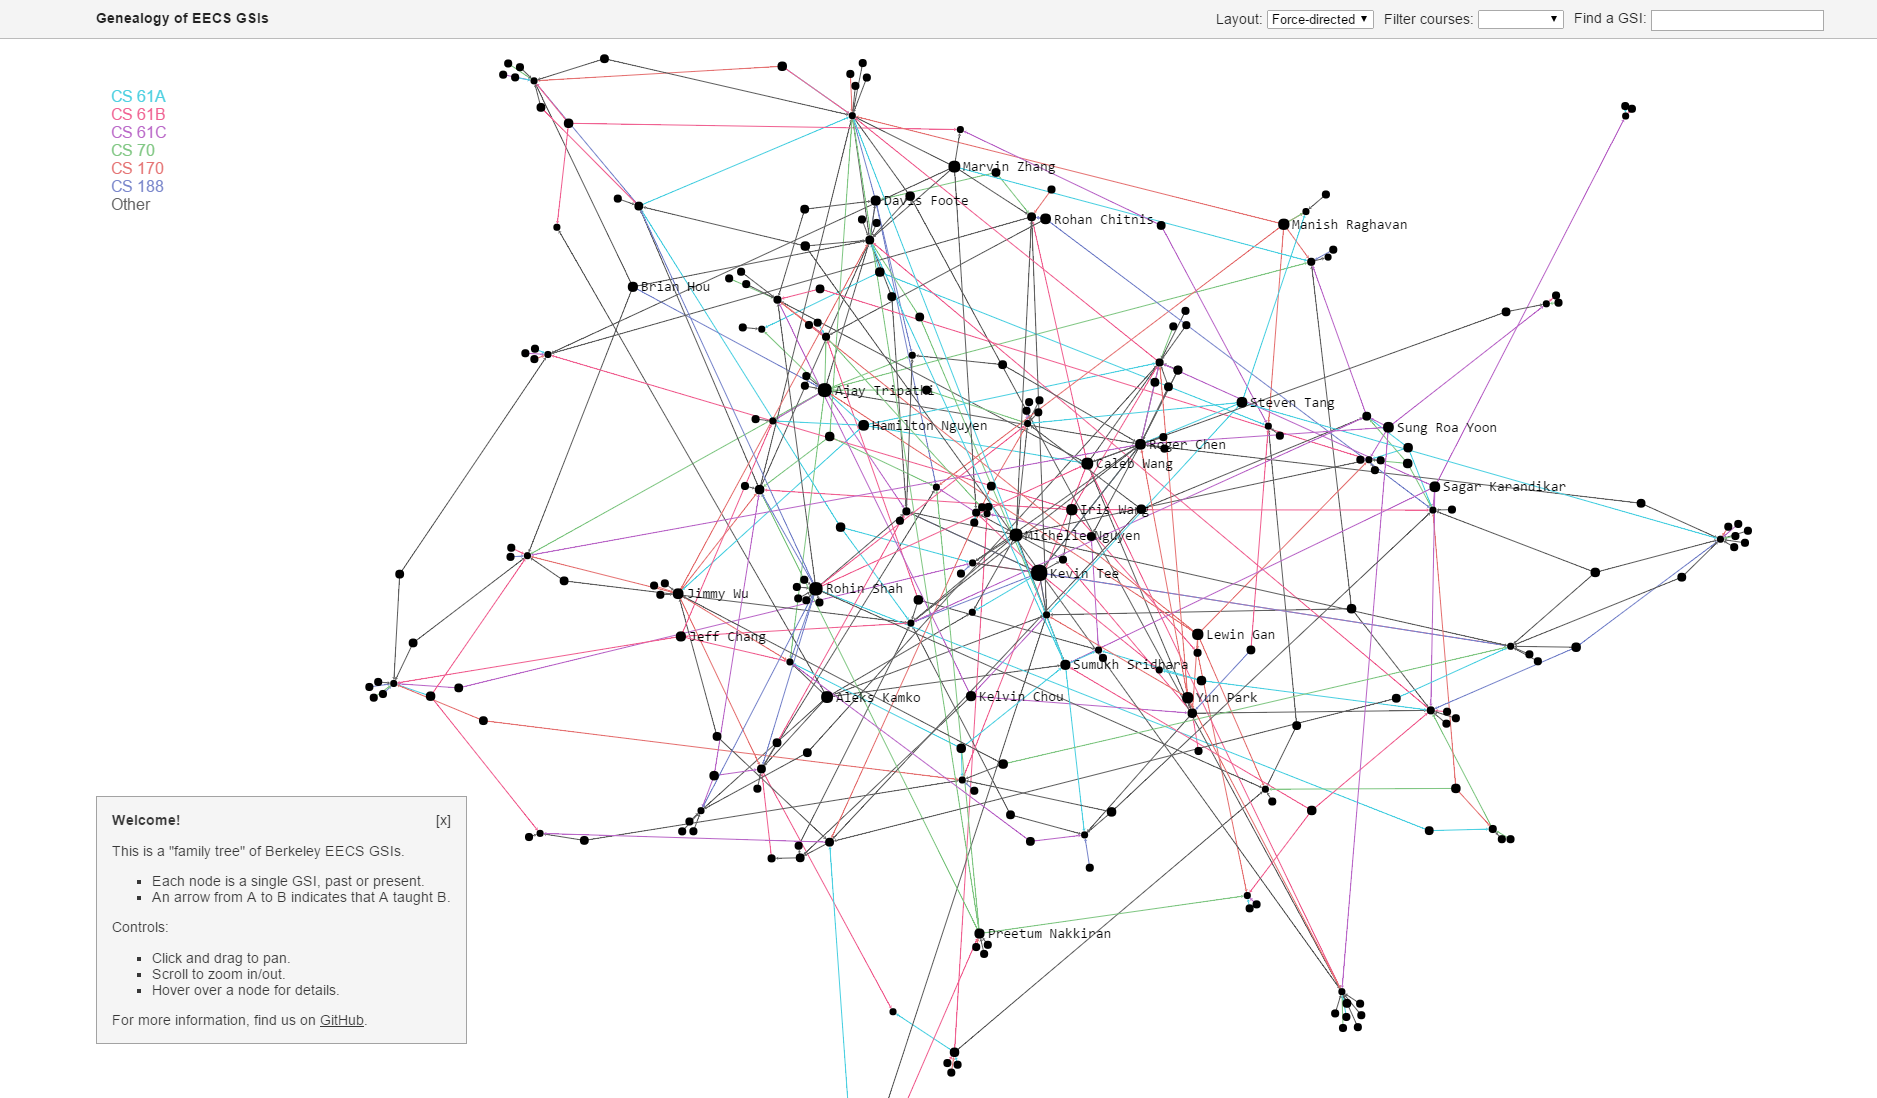 Genealogy of EECS GSIs
Layout: Force-directed ▼ Filter courses: ▼ Find a GSI:
CS 61A
CS 61B
CS 61C
CS 70
CS 170
CS 188
Other
Marvin Zhang
Davis Foote
Rohan Chitnis
Manish Raghavan
Brian Hou
Ajay Tripathi
Steven Tang
Hamilton Nguyen
Sung Roa Yoon
Roger Chen
Caleb Wang
Sagar Karandikar
Iris Wang
Michelle Nguyen
Kevin Tee
Rohin Shah
Jimmy Wu
Jeff Chang
Lewin Gan
Sumukh Sridhara
Aleks Kamko
Kelvin Chou
Yun Park
Preetum Nakkiran
Welcome! [x]
This is a "family tree" of Berkeley EECS GSIs.
Each node is a single GSI, past or present.
An arrow from A to B indicates that A taught B.
Controls:
Click and drag to pan.
Scroll to zoom in/out.
Hover over a node for details.
For more information, find us on GitHub.